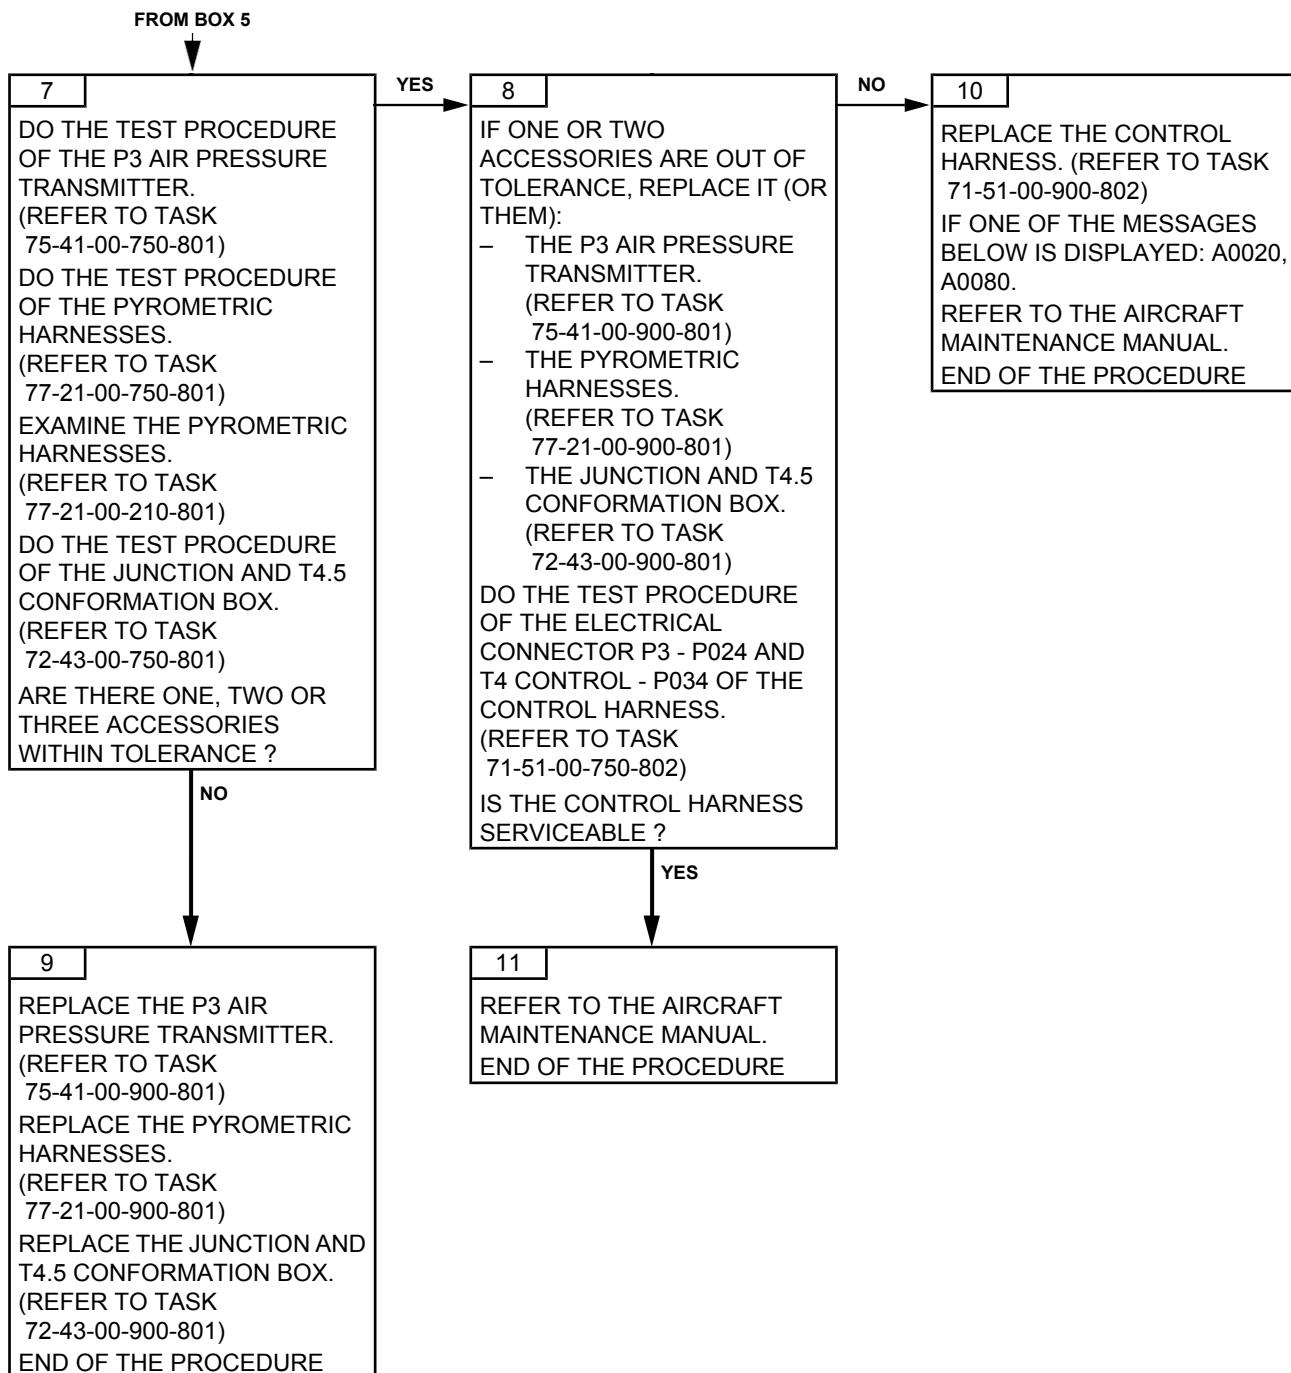 FROM BOX 5
7
DO THE TEST PROCEDURE
OF THE P3 AIR PRESSURE
TRANSMITTER.
(REFER TO TASK
75-41-00-750-801)
DO THE TEST PROCEDURE
OF THE PYROMETRIC
HARNESSES.
(REFER TO TASK
77-21-00-750-801)
EXAMINE THE PYROMETRIC
HARNESSES.
(REFER TO TASK
77-21-00-210-801)
DO THE TEST PROCEDURE
OF THE JUNCTION AND T4.5
CONFORMATION BOX.
(REFER TO TASK
72-43-00-750-801)
ARE THERE ONE, TWO OR
THREE ACCESSORIES
WITHIN TOLERANCE ?
YES
NO
8
IF ONE OR TWO
ACCESSORIES ARE OUT OF
TOLERANCE, REPLACE IT (OR
THEM):
– THE P3 AIR PRESSURE
TRANSMITTER.
(REFER TO TASK
75-41-00-900-801)
– THE PYROMETRIC
HARNESSES.
(REFER TO TASK
77-21-00-900-801)
– THE JUNCTION AND T4.5
CONFORMATION BOX.
(REFER TO TASK
72-43-00-900-801)
DO THE TEST PROCEDURE
OF THE ELECTRICAL
CONNECTOR P3 - P024 AND
T4 CONTROL - P034 OF THE
CONTROL HARNESS.
(REFER TO TASK
71-51-00-750-802)
IS THE CONTROL HARNESS
SERVICEABLE ?
NO
YES
10
REPLACE THE CONTROL
HARNESS. (REFER TO TASK
71-51-00-900-802)
IF ONE OF THE MESSAGES
BELOW IS DISPLAYED: A0020,
A0080.
REFER TO THE AIRCRAFT
MAINTENANCE MANUAL.
END OF THE PROCEDURE
9
REPLACE THE P3 AIR
PRESSURE TRANSMITTER.
(REFER TO TASK
75-41-00-900-801)
REPLACE THE PYROMETRIC
HARNESSES.
(REFER TO TASK
77-21-00-900-801)
REPLACE THE JUNCTION AND
T4.5 CONFORMATION BOX.
(REFER TO TASK
72-43-00-900-801)
END OF THE PROCEDURE
11
REFER TO THE AIRCRAFT
MAINTENANCE MANUAL.
END OF THE PROCEDURE